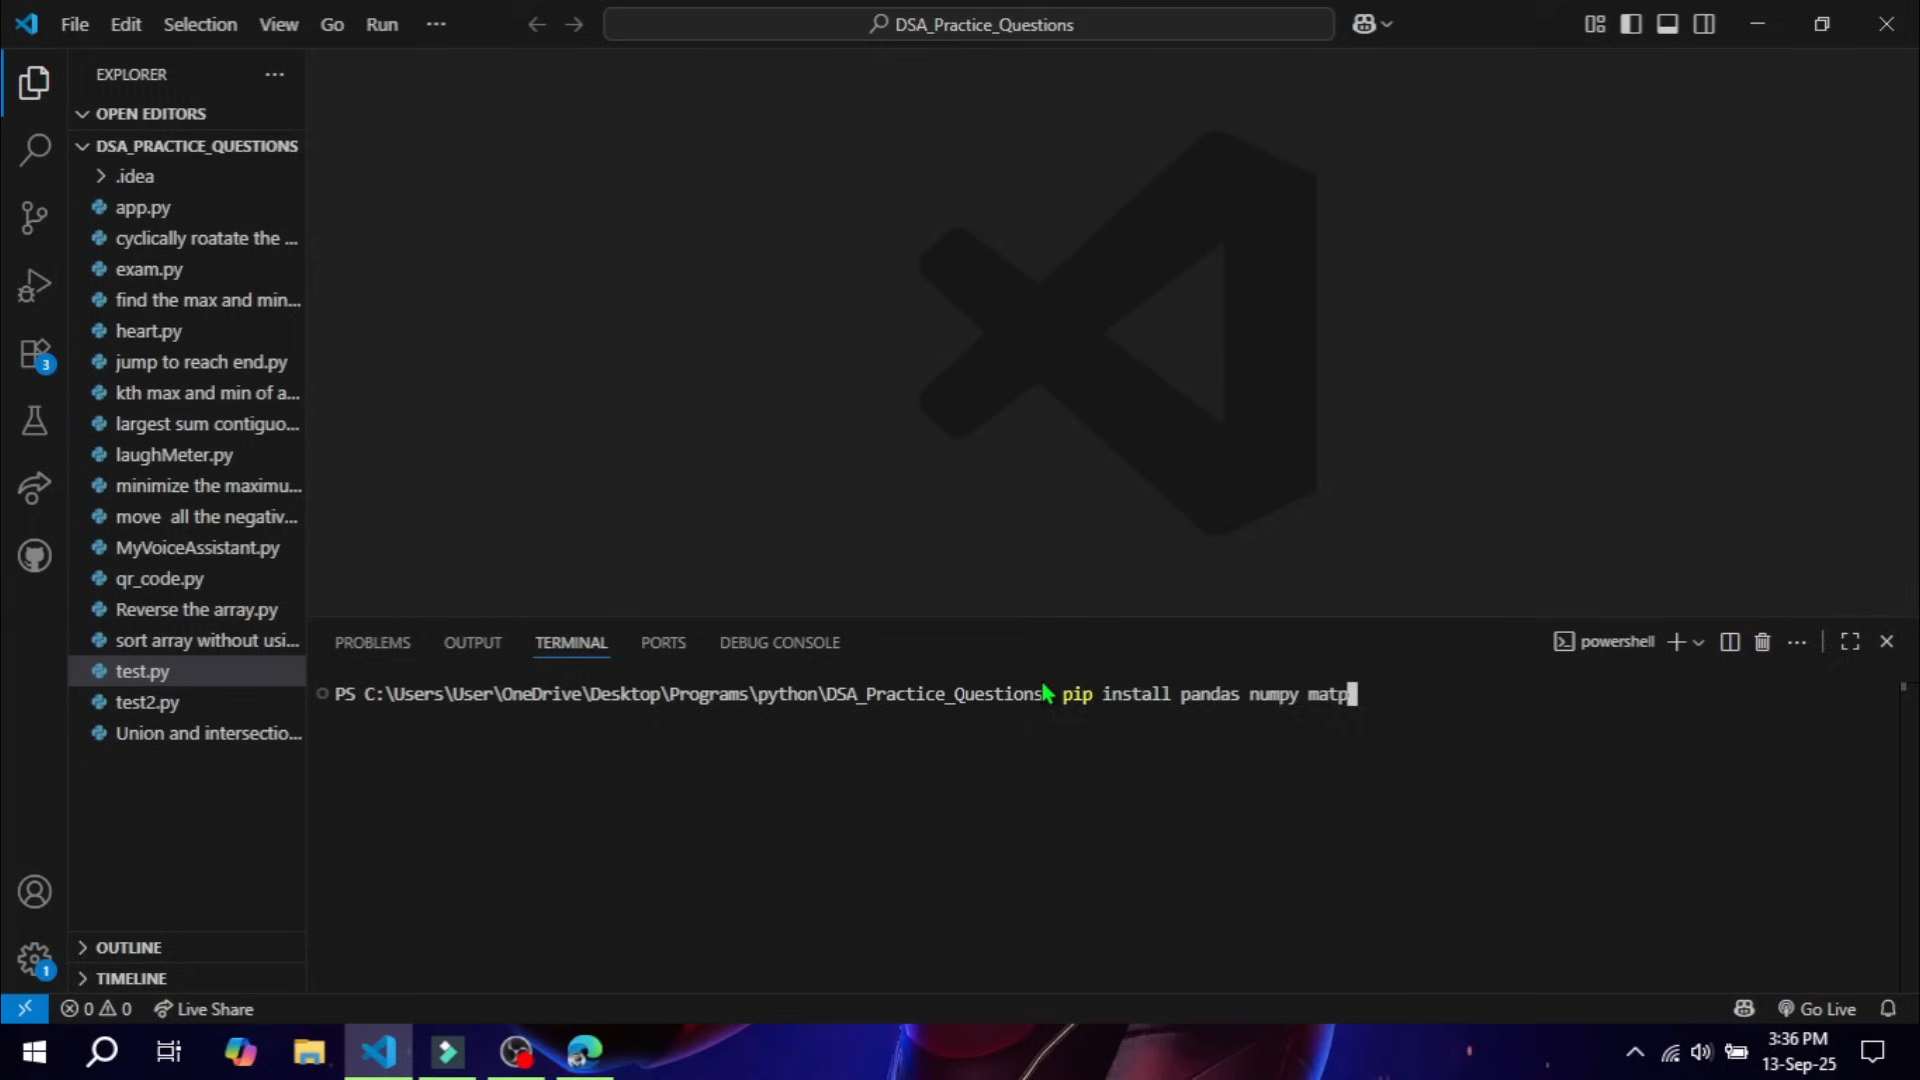 File Edit Selection View Go Run ···
DSA_Practice_Questions
EXPLORER
OPEN EDITORS
DSA_PRACTICE_QUESTIONS
.idea
app.py
cyclically roatate the ...
exam.py
find the max and min...
heart.py
jump to reach end.py
kth max and min of a...
largest sum contiguo...
laughMeter.py
minimize the maximu...
move  all the negativ...
MyVoiceAssistant.py
qr_code.py
Reverse the array.py
sort array without usi...
test.py
test2.py
Union and intersectio...
3
1
OUTLINE
TIMELINE
PROBLEMS OUTPUT TERMINAL PORTS DEBUG CONSOLE
powershell
PS C:\Users\User\OneDrive\Desktop\Programs\python\DSA_Practice_Questions> pip install pandas numpy matp
0 0 Live Share
Go Live
3:36 PM
13-Sep-25